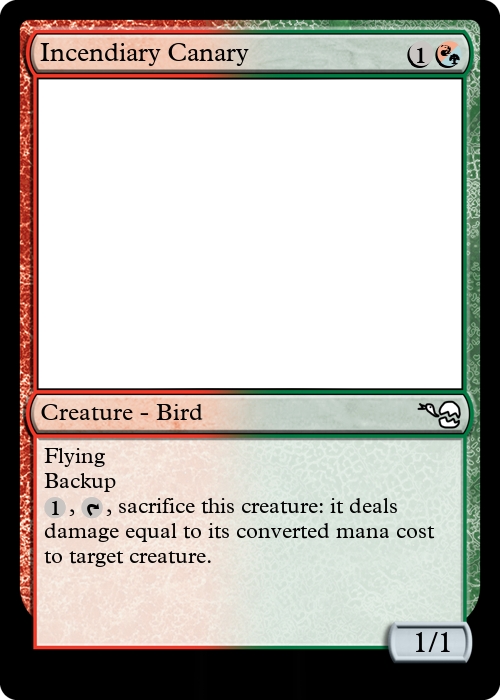 Incendiary Canary 1
Creature - Bird
Flying
Backup
1, , sacrifice this creature: it deals
damage equal to its converted mana cost
to target creature.
1/1